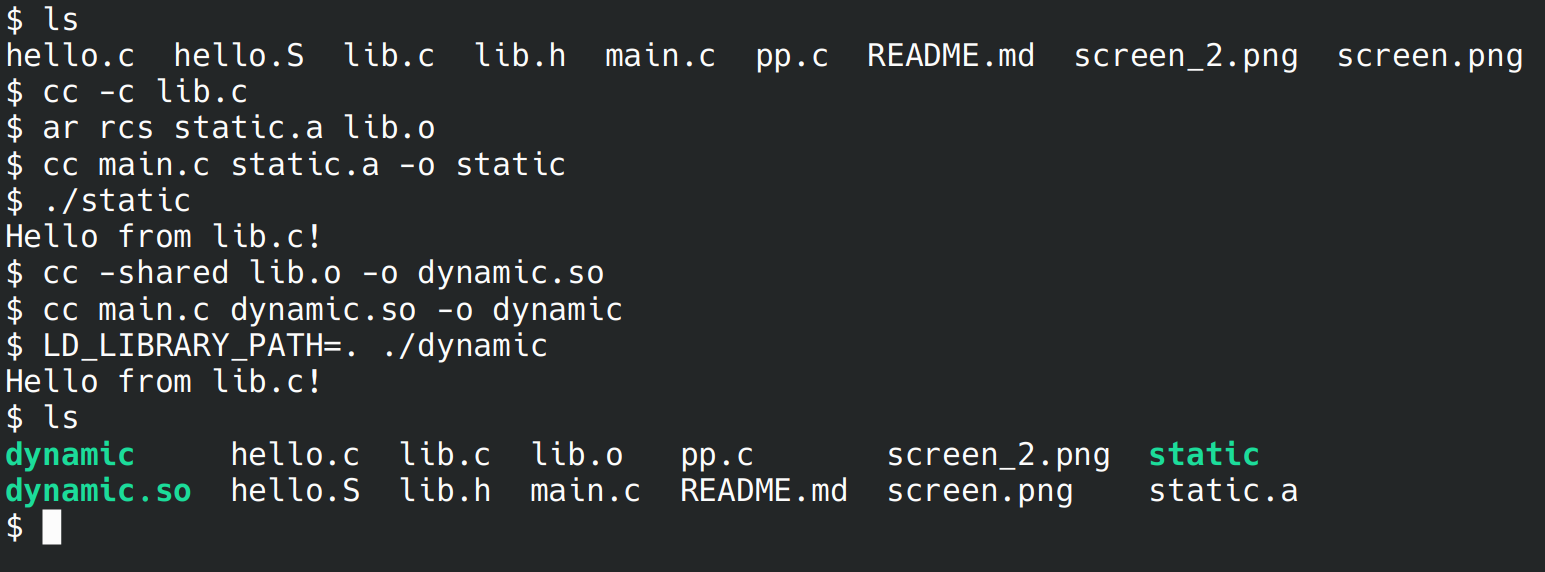 $ ls
hello.c  hello.S  lib.c  lib.h  main.c  pp.c  README.md  screen_2.png  screen.png
$ cc -c lib.c
$ ar rcs static.a lib.o
$ cc main.c static.a -o static
$ ./static
Hello from lib.c!
$ cc -shared lib.o -o dynamic.so
$ cc main.c dynamic.so -o dynamic
$ LD_LIBRARY_PATH=. ./dynamic
Hello from lib.c!
$ ls
dynamic     hello.c  lib.c  lib.o   pp.c       screen_2.png  static
dynamic.so  hello.S  lib.h  main.c  README.md  screen.png    static.a
$